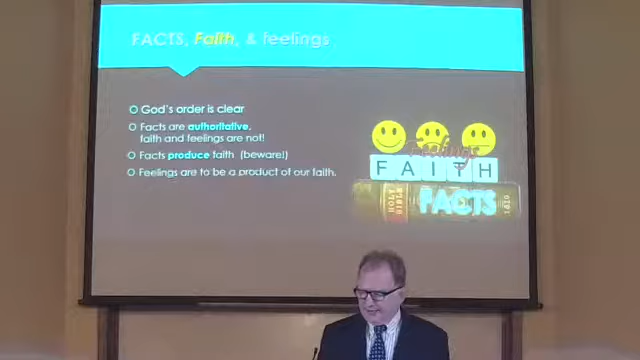 FACTS, Faith, & feelings
God's order is clear
Facts are authoritative,
faith and feelings are not!
Facts produce faith (beware!)
Feelings are to be a product of our faith.
Feelings
FAITH
HOLY BIBLE
FACTS